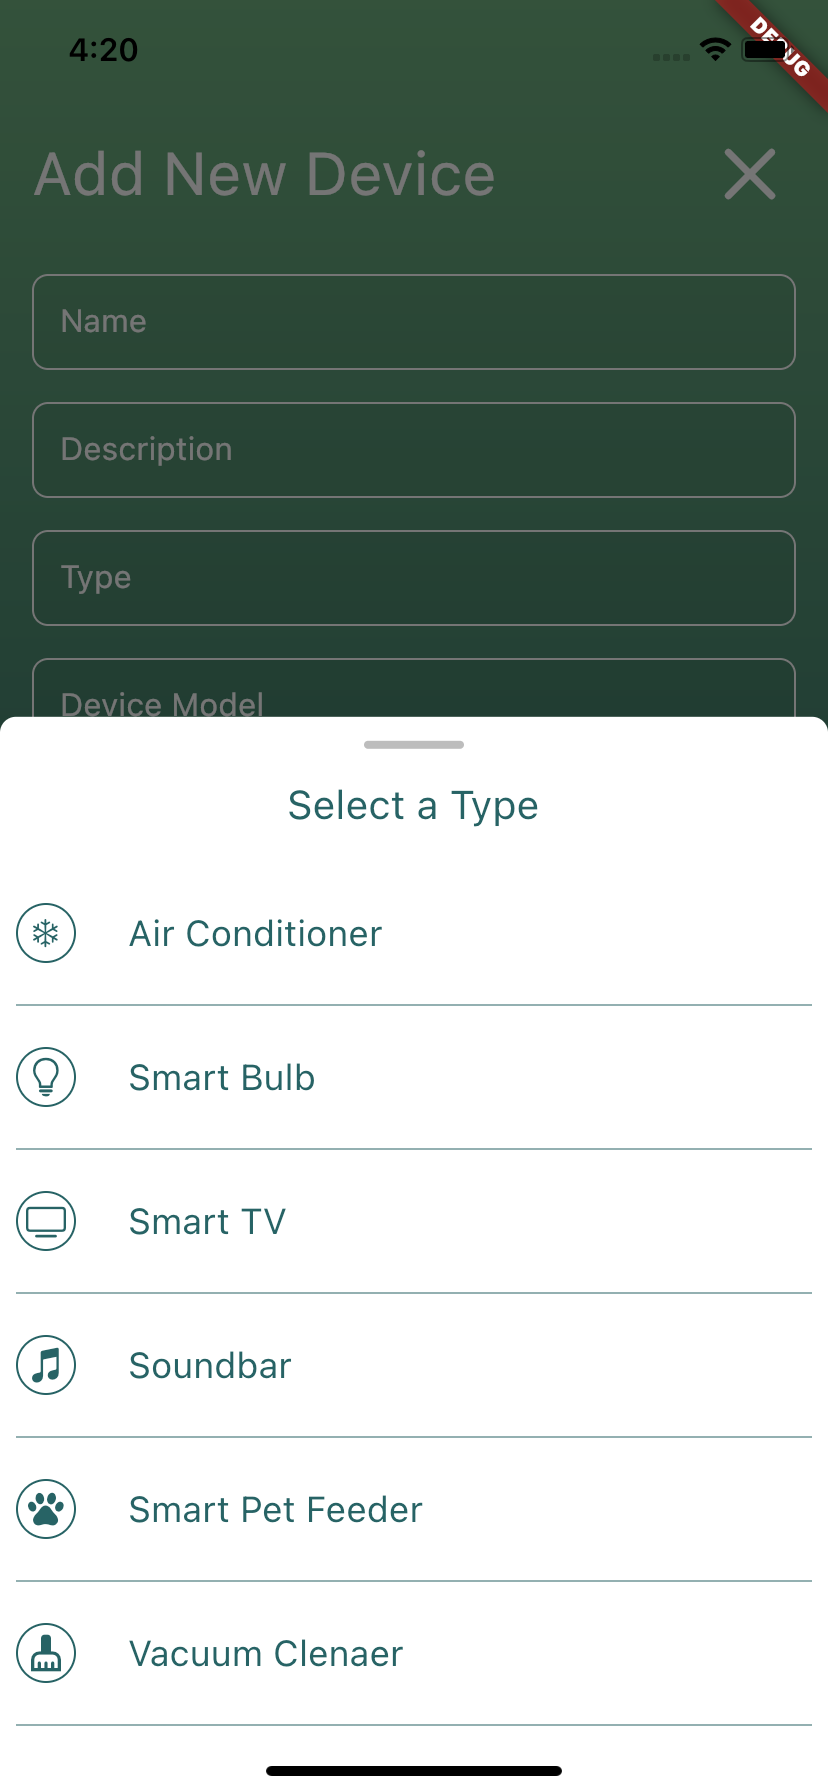 4:20
DEBUG
Add New Device
Name
Description
Type
Device Model
Select a Type
Air Conditioner
Smart Bulb
Smart TV
Soundbar
Smart Pet Feeder
Vacuum Clenaer